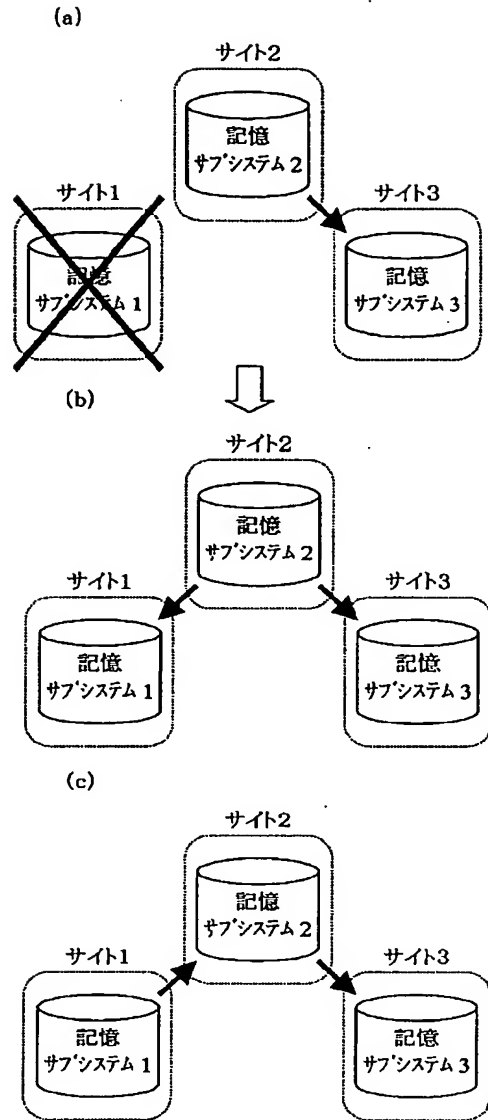 (a)
サイト2
記憶
サブシステム2
サイト1
記憶
サブシステム1
サイト3
記憶
サブシステム3
(b)
サイト2
記憶
サブシステム2
サイト1
記憶
サブシステム1
サイト3
記憶
サブシステム3
(c)
サイト2
記憶
サブシステム2
サイト1
記憶
サブシステム1
サイト3
記憶
サブシステム3